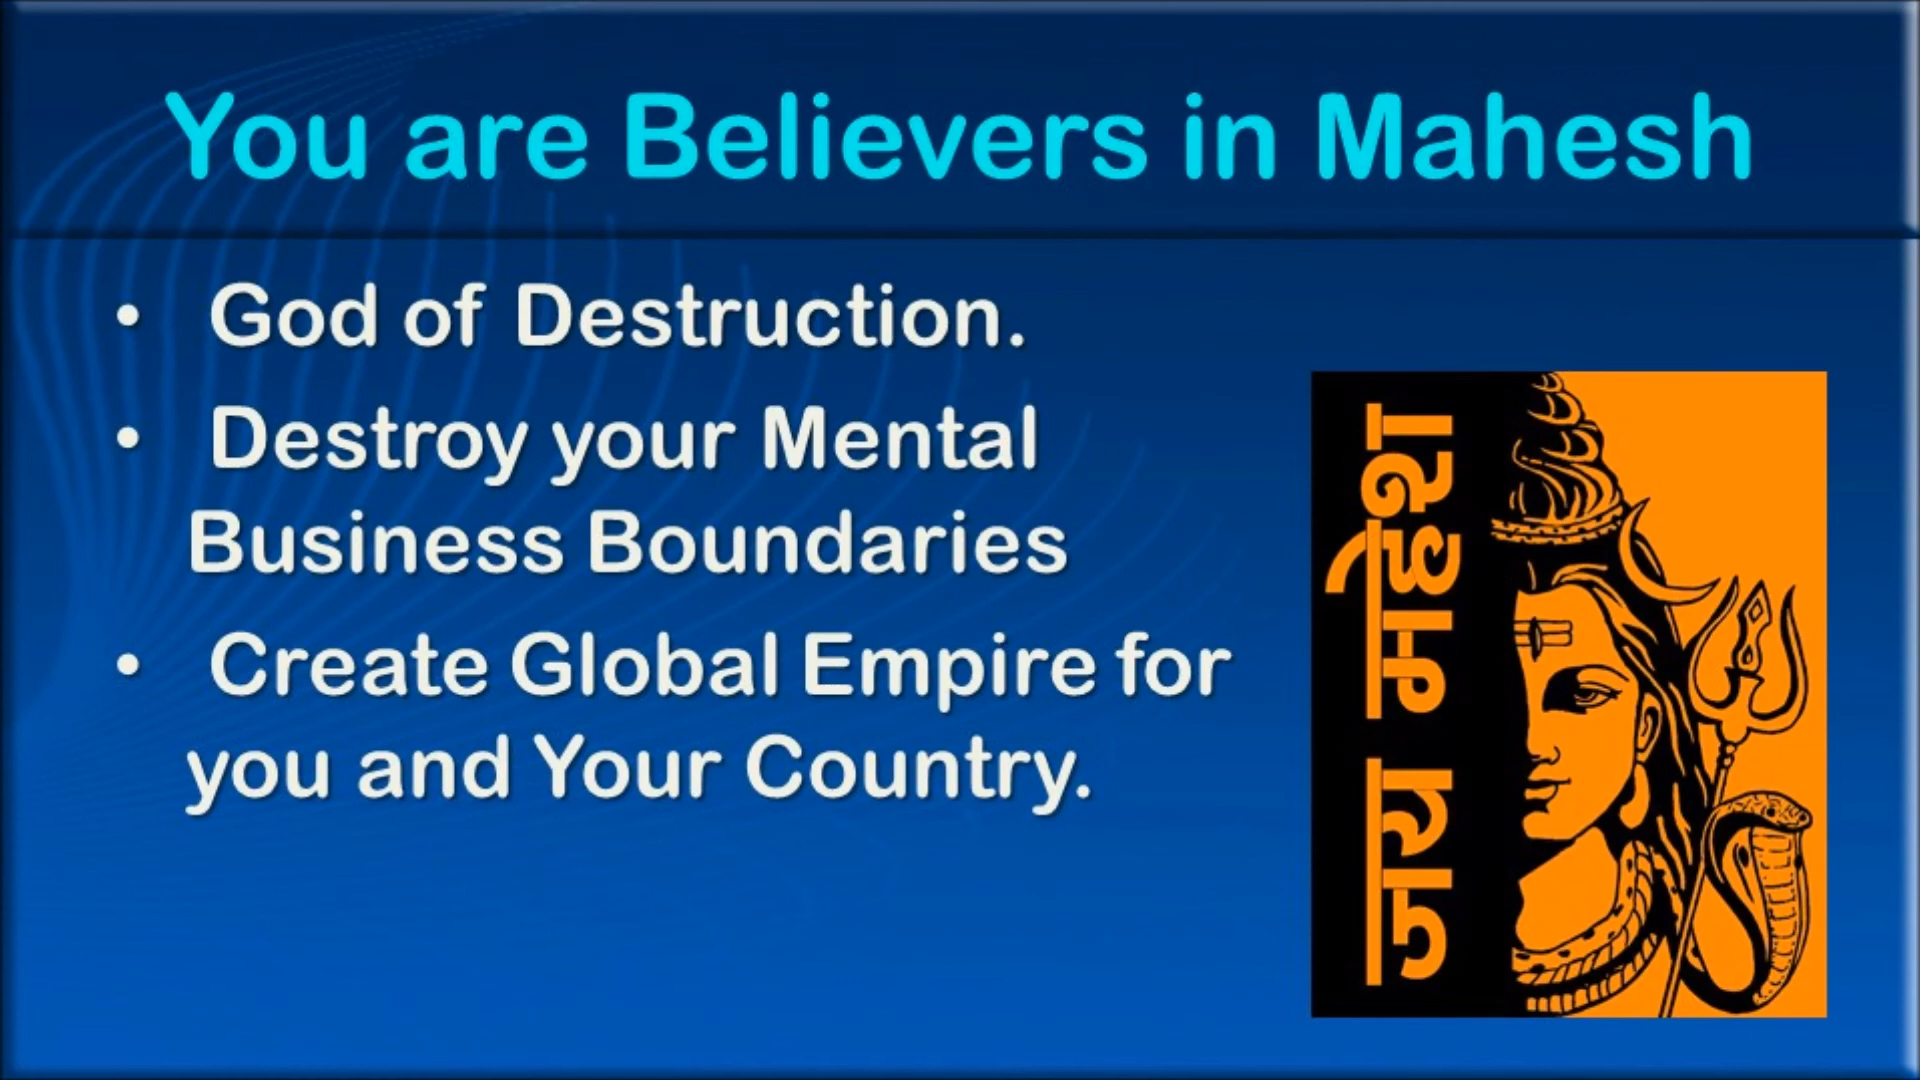 You are Believers in Mahesh
• God of Destruction.
• Destroy your Mental
Business Boundaries
• Create Global Empire for
you and Your Country.
जय महेश